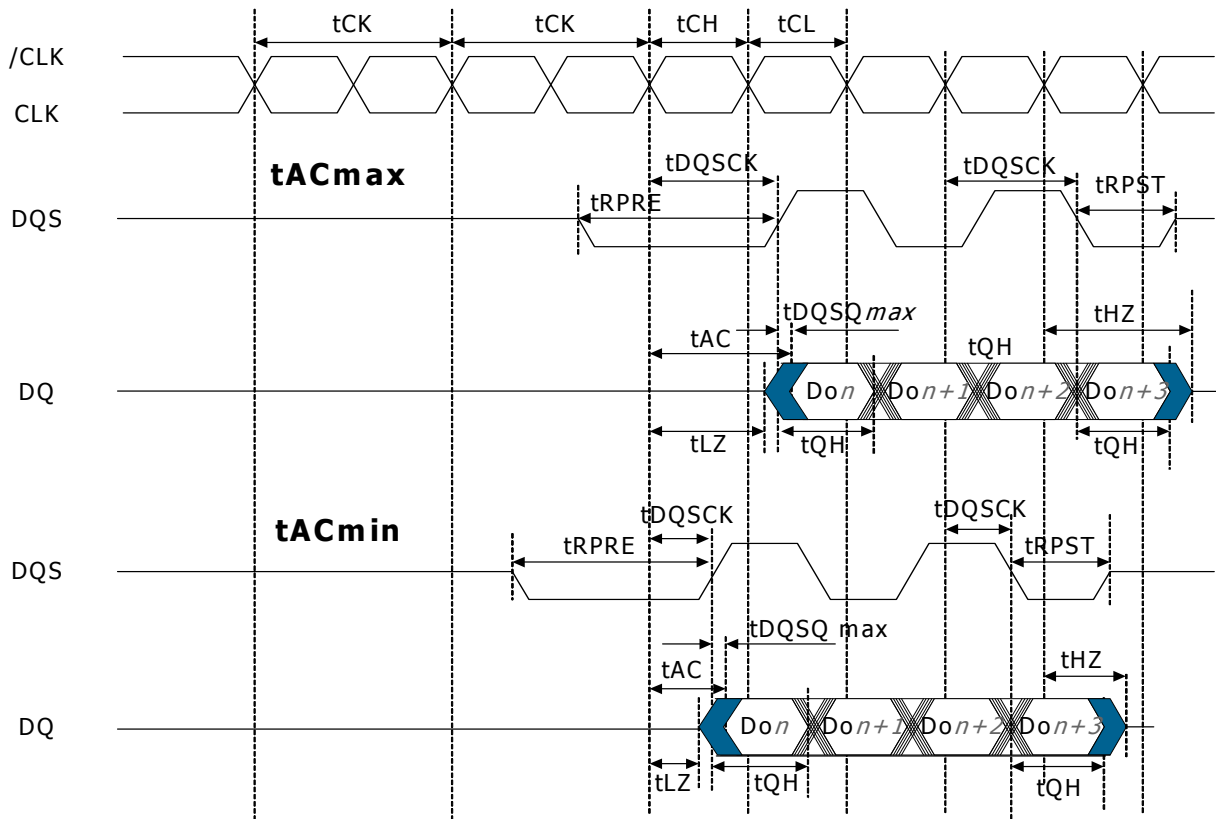 tCK tCK tCH tCL
/CLK
CLK
tACmax
tDQSCK tDQSCK
tRPRE tRPST
DQS
tDQSQmax tHZ
tAC
tQH
DQ Don Don+1 Don+2 Don+3
tLZ tQH tQH
tACmin
tDQSCK tDQSCK
tRPRE tRPST
DQS
tDQSQ max
tAC tHZ
DQ Don Don+1 Don+2 Don+3
tLZ tQH tQH